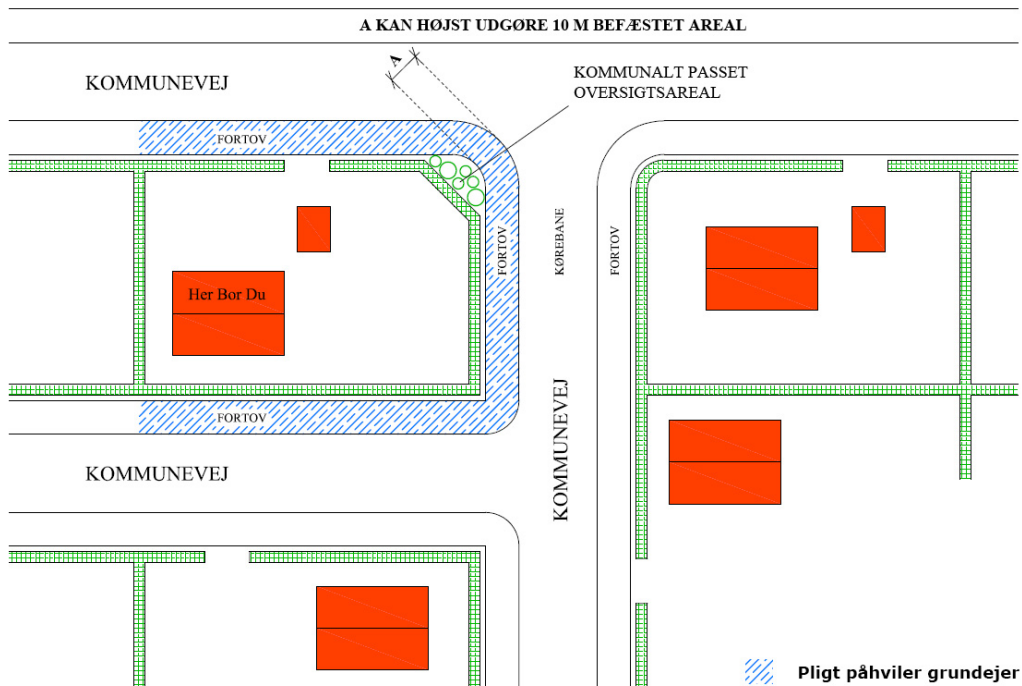 A KAN HØJST UDGØRE 10 M BEFÆSTET AREAL
A
KOMMUNEVEJ
KOMMUNALT PASSET
OVERSIGTSAREAL
FORTOV
FORTOV
KØREBANE
FORTOV
Her Bor Du
KOMMUNEVEJ
FORTOV
KOMMUNEVEJ
Pligt påhviler grundejer